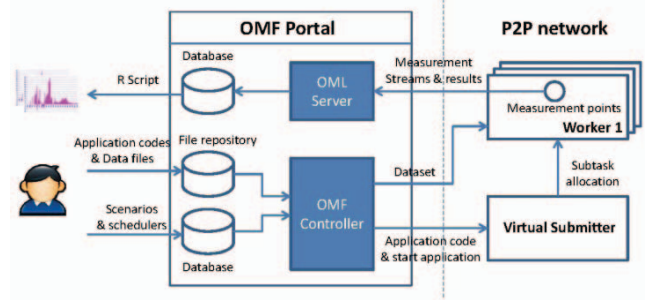 OMF Portal
P2P network
Database
Measurement
Streams & results
R Script
OML
Server
Measurement points
Worker 1
Application codes
& Data files
File repository
Dataset
Subtask
allocation
OMF
Controller
Scenarios
& schedulers
Virtual Submitter
Application code
& start application
Database